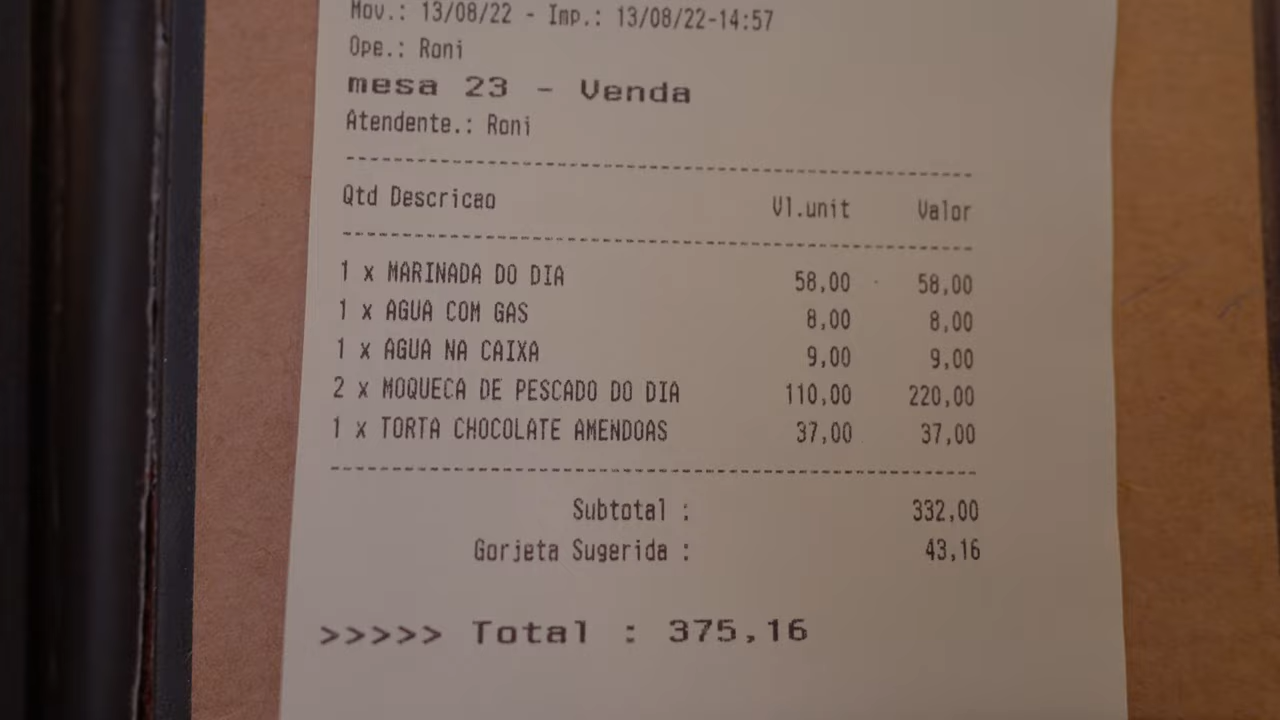 Mov.: 13/08/22 - Imp.: 13/08/22-14:57
Ope.: Roni
mesa 23 - Venda
Atendente.: Roni
Qtd Descricao Vl.unit Valor
1 x MARINADA DO DIA 58,00 58,00
1 x AGUA COM GAS 8,00 8,00
1 x AGUA NA CAIXA 9,00 9,00
2 x MOQUECA DE PESCADO DO DIA 110,00 220,00
1 x TORTA CHOCOLATE AMENDOAS 37,00 37,00
Subtotal : 332,00
Gorjeta Sugerida : 43,16
>>>>> Total : 375,16